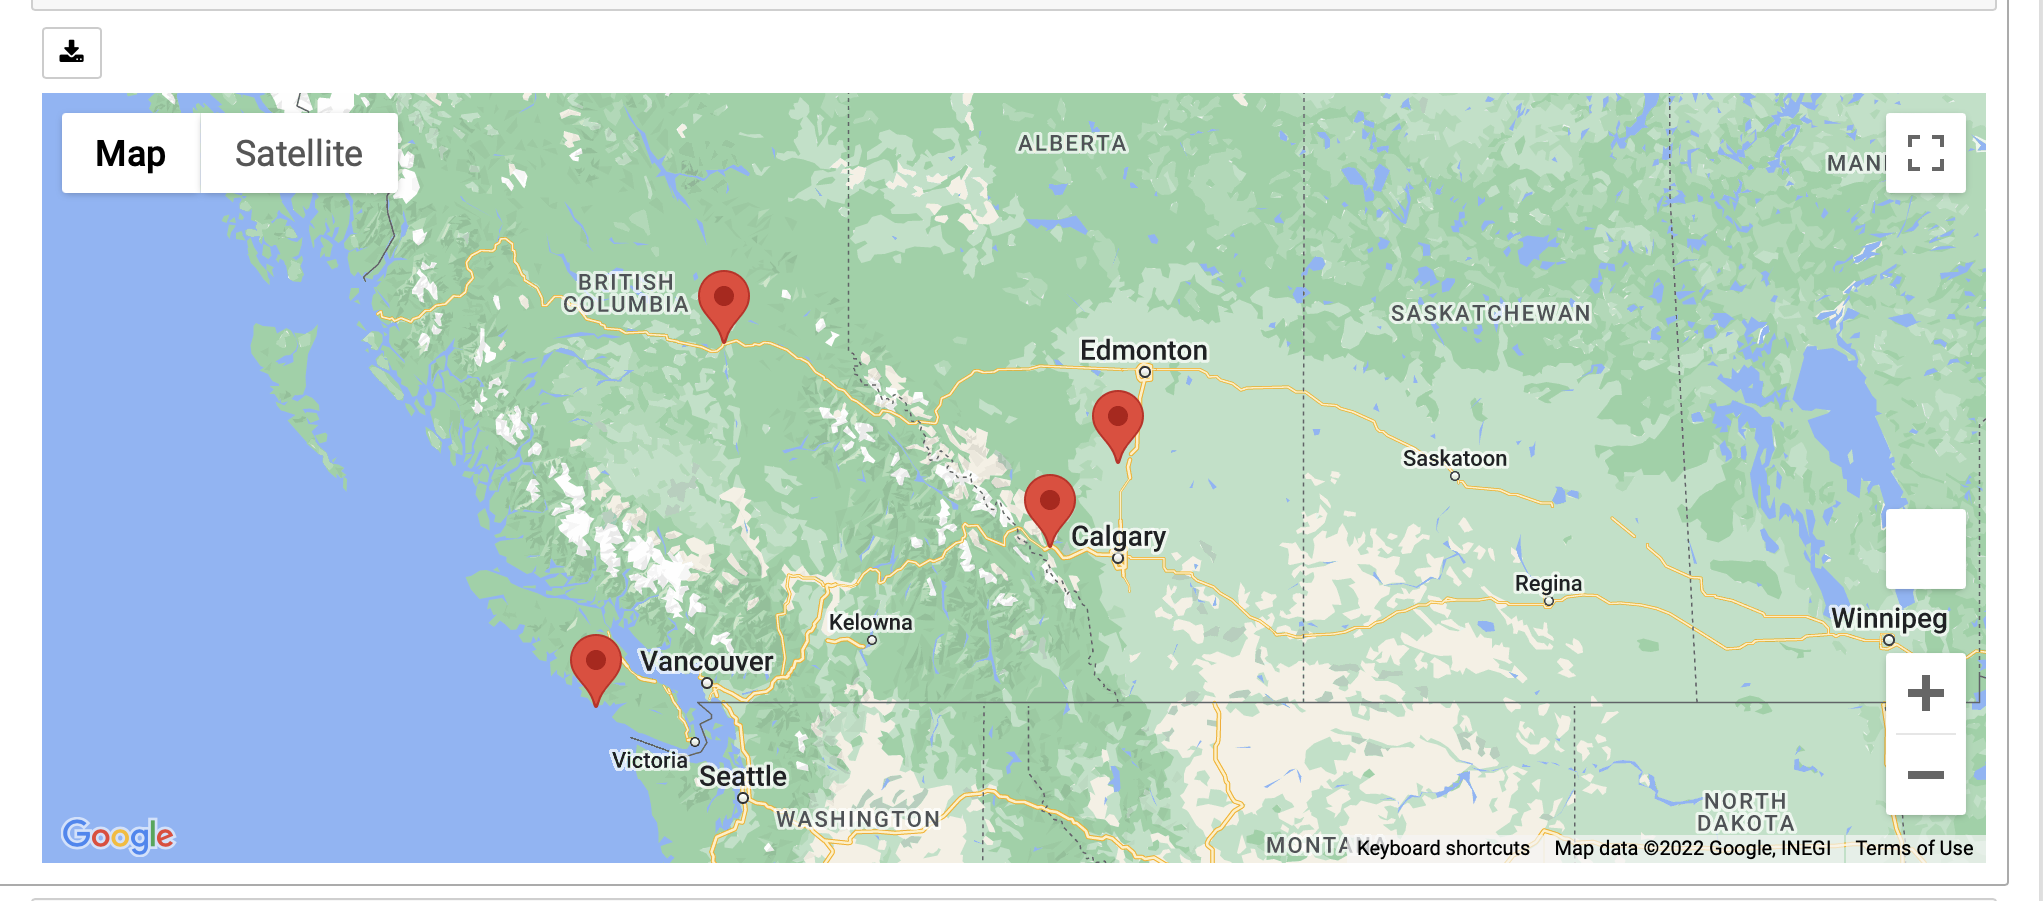 Map
Satellite
ALBERTA
MANI
BRITISH
COLUMBIA
SASKATCHEWAN
Edmonton
Saskatoon
Calgary
Regina
Kelowna
Winnipeg
Vancouver
Victoria
Seattle
WASHINGTON
NORTH
DAKOTA
MONTANA
Google
Keyboard shortcuts
Map data ©2022 Google, INEGI
Terms of Use